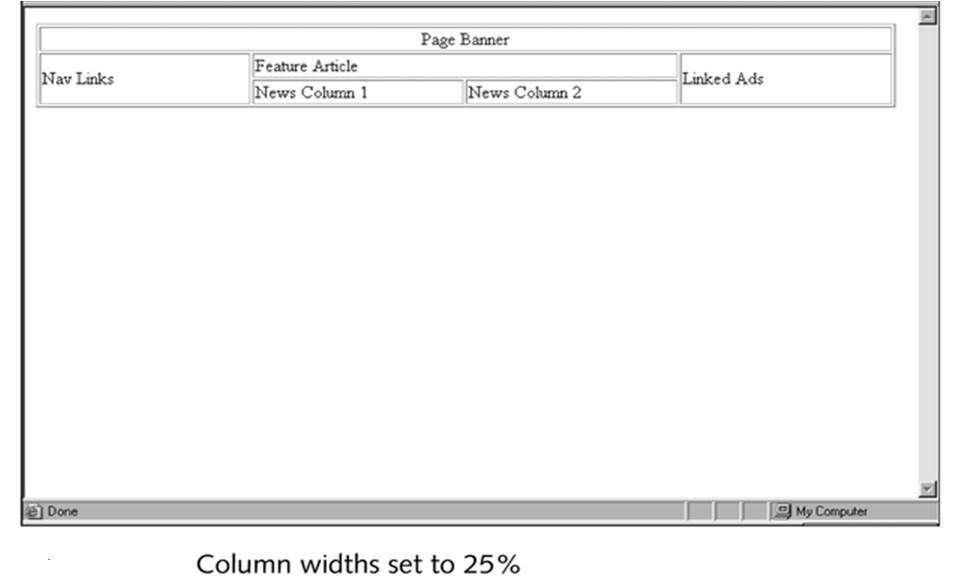 Page Banner
Nav Links
Feature Article
News Column 1
News Column 2
Linked Ads
Done
My Computer
Column widths set to 25%